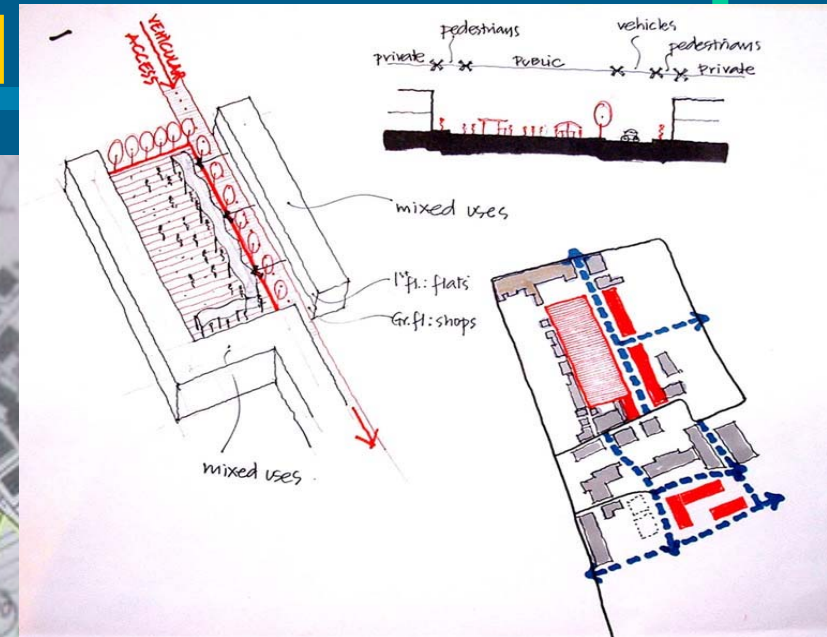 VEHICULAR
ACCESS
pedestrians
private
PUBLIC
vehicles
pedestrians
Private
mixed uses
1st fl.: flats
Gr. fl: shops
mixed uses